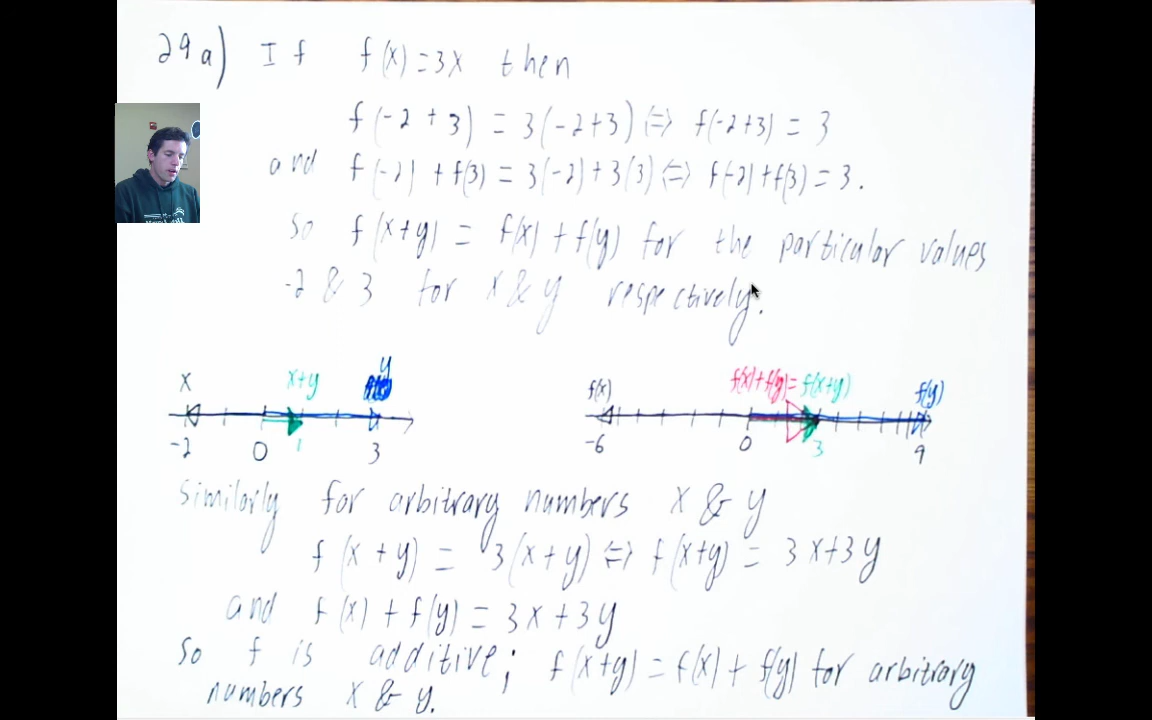 29a) If f(x)=3x then
f(-2+3) = 3(-2+3) ⇔ f(-2+3) = 3
and f(-2) + f(3) = 3(-2)+3(3) ⇔ f(-2)+f(3)=3.
so f(x+y) = f(x)+f(y) for the particular values
-2 & 3 for x & y respectively.
x x+y y
-2 0 1 3
f(x) f(x)+f(y)= f(x+y) f(y)
-6 0 3 9
Similarly for arbitrary numbers x & y
f(x+y) = 3(x+y) ⇔ f(x+y) = 3x+3y
and f(x) + f(y) = 3x+3y
so f is additive; f(x+y)=f(x)+f(y) for arbitrary
numbers x & y.